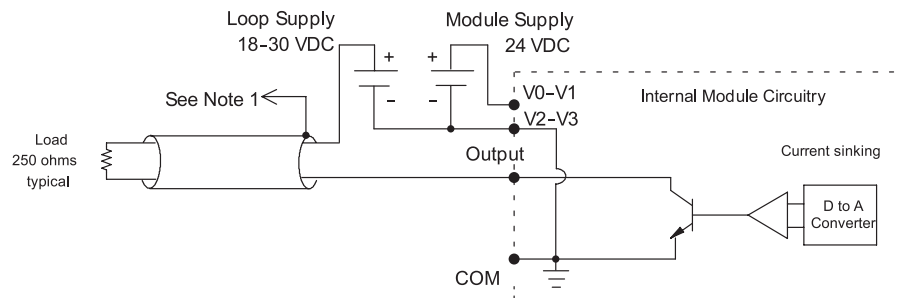 Loop Supply
18-30 VDC
Module Supply
24 VDC
+
+
-
-
See Note 1
V0-V1
V2-V3
Internal Module Circuitry
Load
250 ohms
typical
Output
Current sinking
D to A
Converter
COM